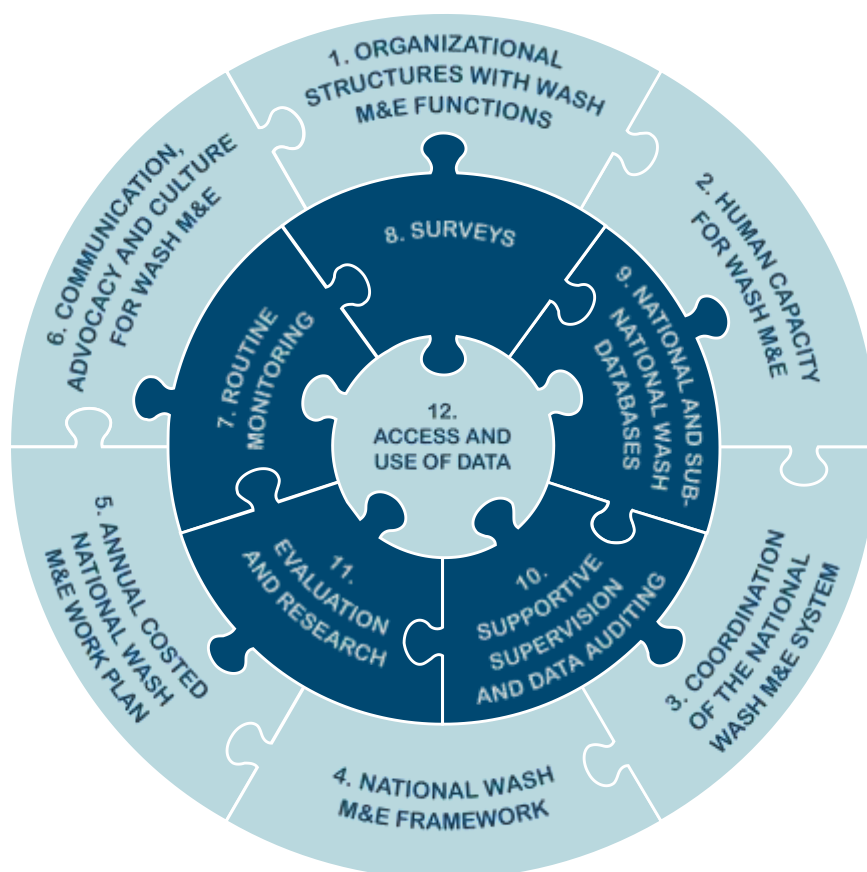 1. ORGANIZATIONAL
STRUCTURES WITH WASH
M&E FUNCTIONS
2. HUMAN CAPACITY
FOR WASH M&E
3. COORDINATION
OF THE NATIONAL
WASH M&E SYSTEM
4. NATIONAL WASH
M&E FRAMEWORK
5. ANNUAL COSTED
NATIONAL WASH
M&E WORK PLAN
6. COMMUNICATION,
ADVOCACY AND CULTURE
FOR WASH M&E
7. ROUTINE
MONITORING
8. SURVEYS
9. NATIONAL AND SUB-
NATIONAL WASH
DATABASES
10.
SUPPORTIVE
SUPERVISION
AND DATA AUDITING
11.
EVALUATION
AND RESEARCH
12.
ACCESS AND
USE OF DATA